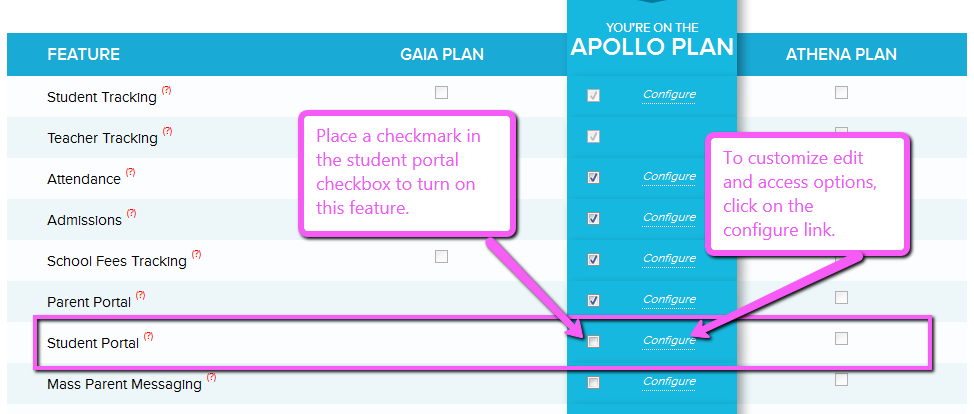 YOU'RE ON THE
FEATURE GAIA PLAN APOLLO PLAN ATHENA PLAN
Student Tracking (?) Configure
Teacher Tracking (?)
Attendance (?) Configure
Admissions (?) Configure
School Fees Tracking (?) Configure
Parent Portal (?) Configure
Student Portal (?) Configure
Mass Parent Messaging (?) Configure
Place a checkmark in
the student portal
checkbox to turn on
this feature.
To customize edit
and access options,
click on the
configure link.